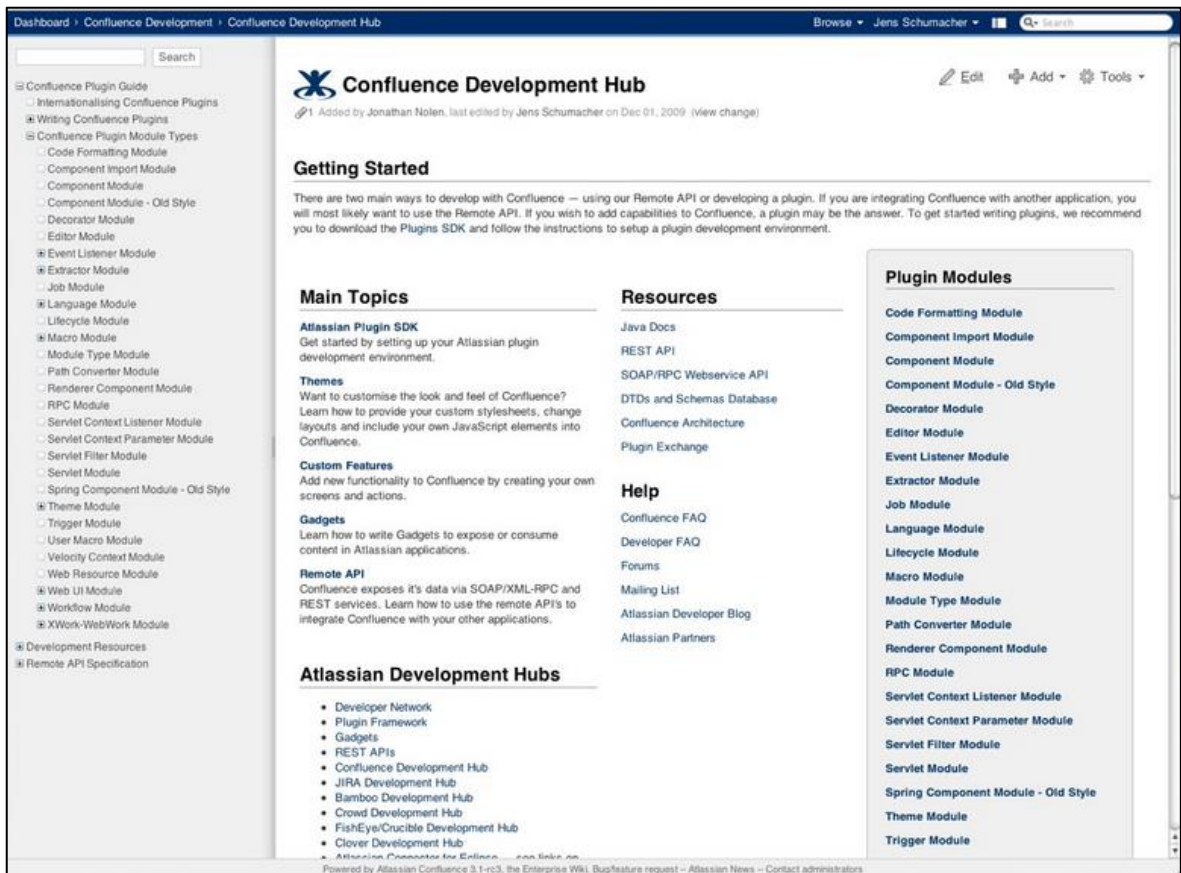 Dashboard › Confluence Development › Confluence Development Hub
Browse Jens Schumacher Search
Search
Confluence Plugin Guide
Internationalising Confluence Plugins
Writing Confluence Plugins
Confluence Plugin Module Types
Code Formatting Module
Component Import Module
Component Module
Component Module - Old Style
Decorator Module
Editor Module
Event Listener Module
Extractor Module
Job Module
Language Module
Lifecycle Module
Macro Module
Module Type Module
Path Converter Module
Renderer Component Module
RPC Module
Servlet Context Listener Module
Servlet Context Parameter Module
Servlet Filter Module
Servlet Module
Spring Component Module - Old Style
Theme Module
Trigger Module
User Macro Module
Velocity Context Module
Web Resource Module
Web UI Module
Workflow Module
XWork-WebWork Module
Development Resources
Remote API Specification
Confluence Development Hub
Edit Add Tools
1 Added by Jonathan Nolen, last edited by Jens Schumacher on Dec 01, 2009 (view change)
Getting Started
There are two main ways to develop with Confluence — using our Remote API or developing a plugin. If you are integrating Confluence with another application, you
will most likely want to use the Remote API. If you wish to add capabilities to Confluence, a plugin may be the answer. To get started writing plugins, we recommend
you to download the Plugins SDK and follow the instructions to setup a plugin development environment.
Main Topics
Atlassian Plugin SDK
Get started by setting up your Atlassian plugin
development environment.
Themes
Want to customise the look and feel of Confluence?
Learn how to provide your custom stylesheets, change
layouts and include your own JavaScript elements into
Confluence.
Custom Features
Add new functionality to Confluence by creating your own
screens and actions.
Gadgets
Learn how to write Gadgets to expose or consume
content in Atlassian applications.
Remote API
Confluence exposes it's data via SOAP/XML-RPC and
REST services. Learn how to use the remote API's to
integrate Confluence with your other applications.
Atlassian Development Hubs
Developer Network
Plugin Framework
Gadgets
REST APIs
Confluence Development Hub
JIRA Development Hub
Bamboo Development Hub
Crowd Development Hub
FishEye/Crucible Development Hub
Clover Development Hub
Atlassian Connector for Eclipse — see links on
Resources
Java Docs
REST API
SOAP/RPC Webservice API
DTDs and Schemas Database
Confluence Architecture
Plugin Exchange
Help
Confluence FAQ
Developer FAQ
Forums
Mailing List
Atlassian Developer Blog
Atlassian Partners
Plugin Modules
Code Formatting Module
Component Import Module
Component Module
Component Module - Old Style
Decorator Module
Editor Module
Event Listener Module
Extractor Module
Job Module
Language Module
Lifecycle Module
Macro Module
Module Type Module
Path Converter Module
Renderer Component Module
RPC Module
Servlet Context Listener Module
Servlet Context Parameter Module
Servlet Filter Module
Servlet Module
Spring Component Module - Old Style
Theme Module
Trigger Module
Powered by Atlassian Confluence 3.1-rc3, the Enterprise Wiki. Bug/feature request – Atlassian News – Contact administrators